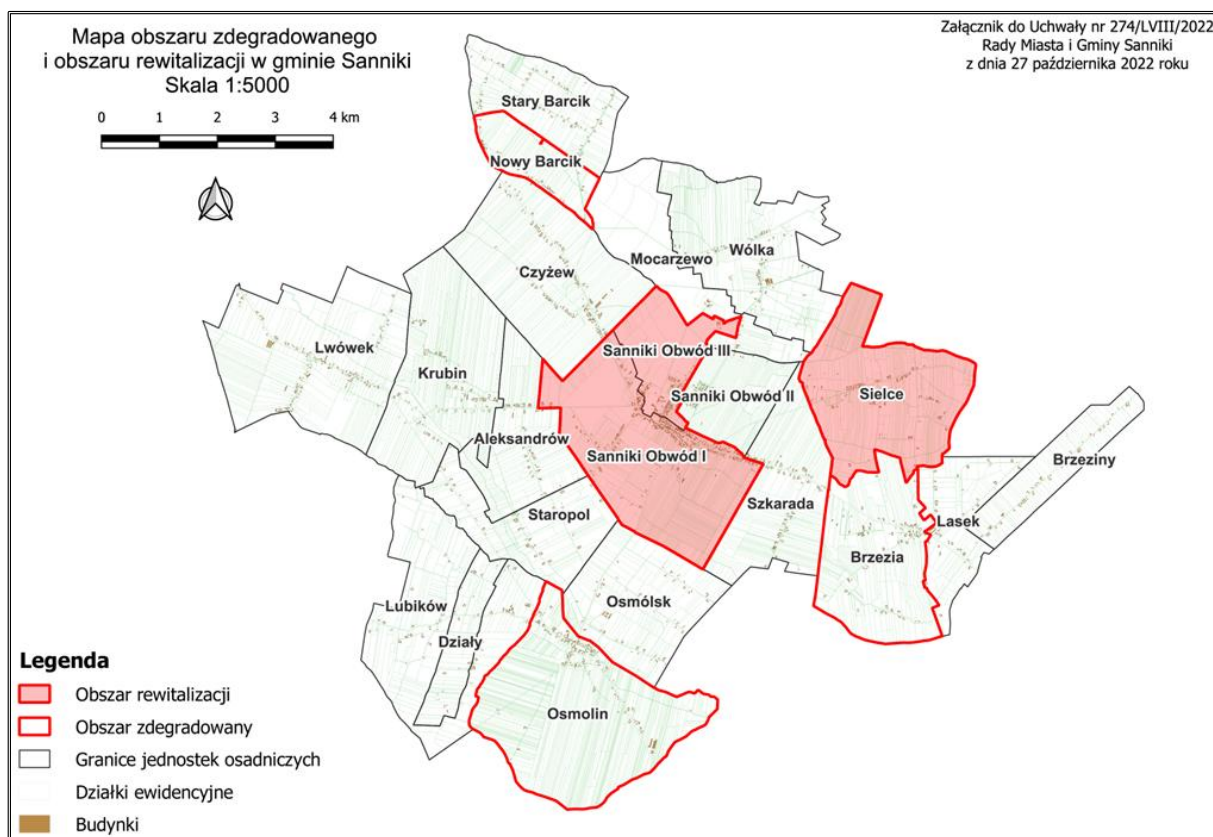 Mapa obszaru zdegradowanego
i obszaru rewitalizacji w gminie Sanniki
Skala 1:5000
0 1 2 3 4 km
Załącznik do Uchwały nr 274/LVIII/2022
Rady Miasta i Gminy Sanniki
z dnia 27 października 2022 roku
Stary Barcik
Nowy Barcik
Mocarzewo
Wólka
Czyżew
Lwówek
Krubin
Sanniki Obwód III
Sanniki Obwód II
Sielce
Aleksandrów
Sanniki Obwód I
Brzeziny
Staropol
Szkarada
Lasek
Brzezia
Lubików
Osmólsk
Działy
Osmolin
Legenda
Obszar rewitalizacji
Obszar zdegradowany
Granice jednostek osadniczych
Działki ewidencyjne
Budynki